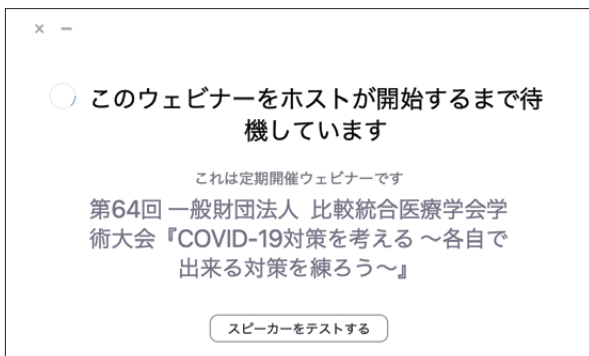 このウェビナーをホストが開始するまで待
機しています
これは定期開催ウェビナーです
第64回 一般財団法人 比較統合医療学会学
術大会『COVID-19対策を考える 〜各自で
出来る対策を練ろう〜』
スピーカーをテストする